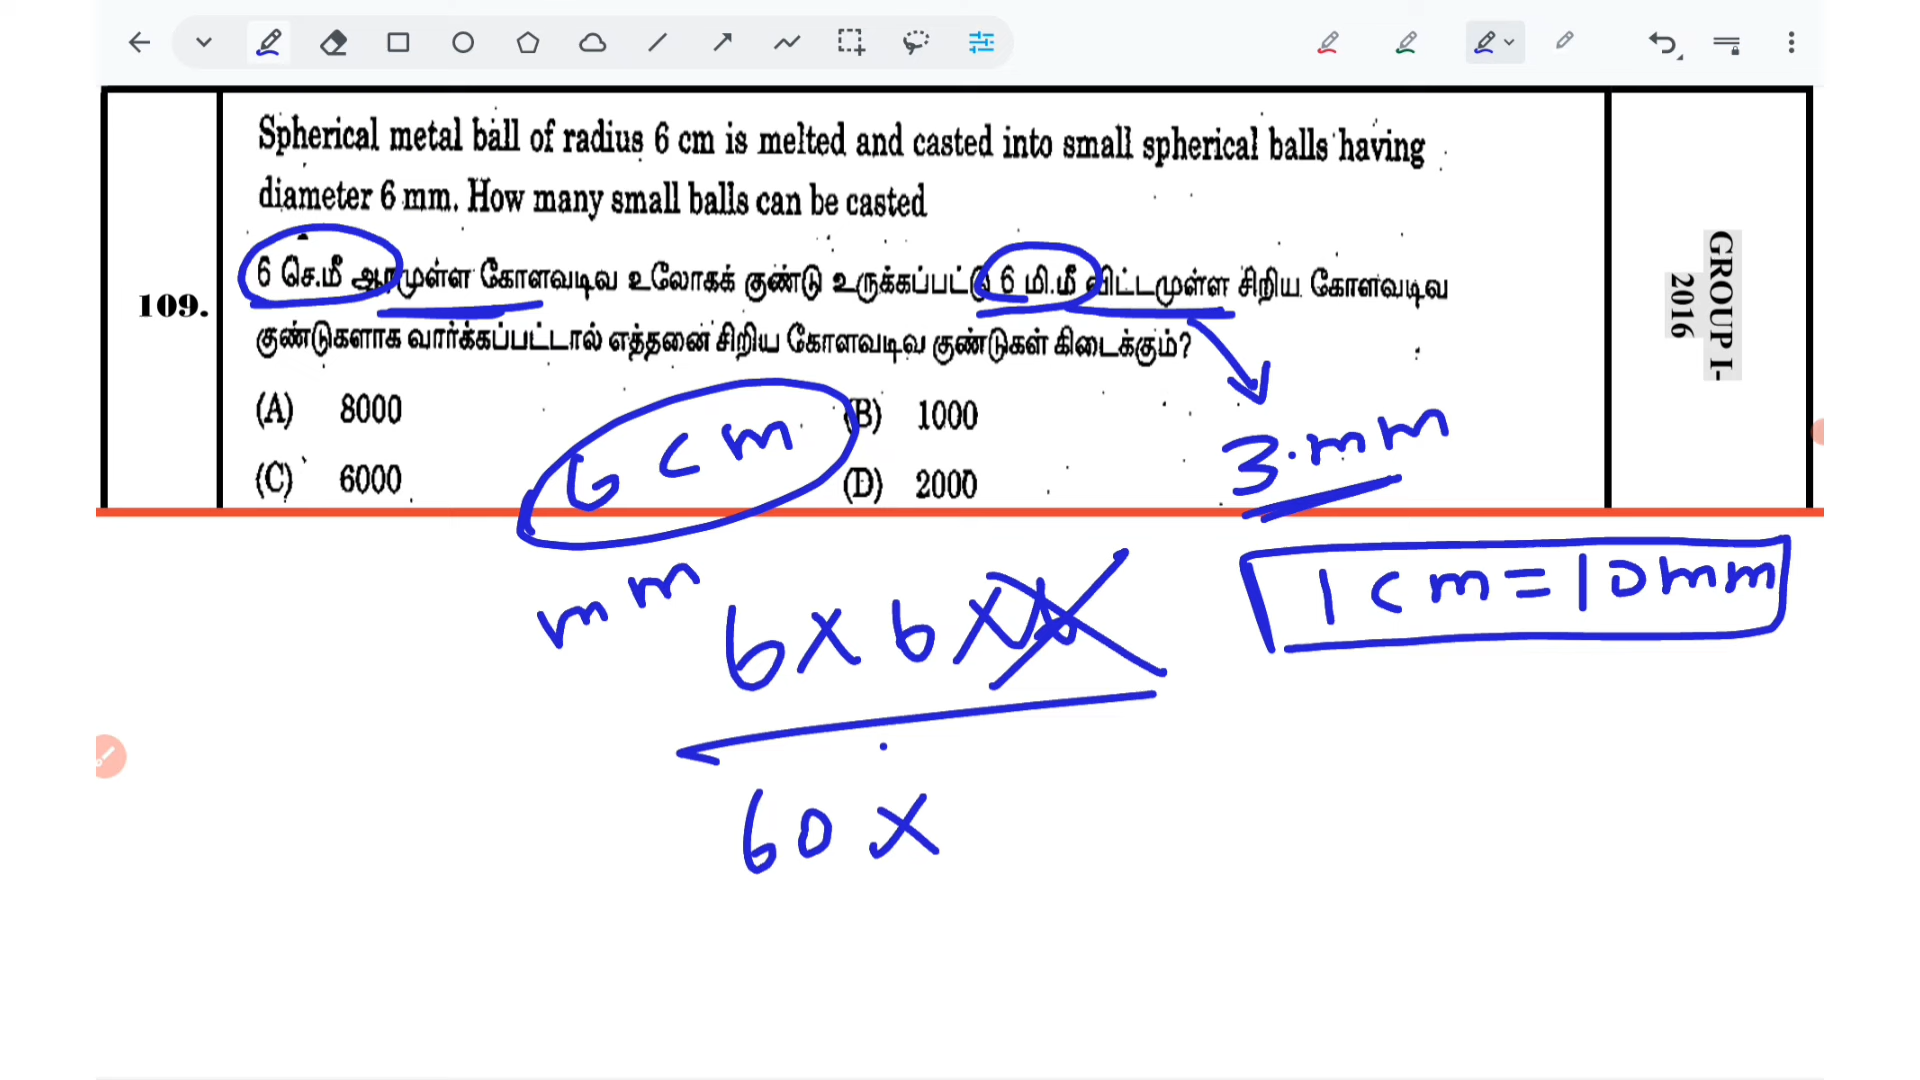 Spherical metal ball of radius 6 cm is melted and casted into small spherical balls having
diameter 6 mm. How many small balls can be casted
109.
6 செ.மீ ஆரமுள்ள கோளவடிவ உலோகக் குண்டு உருக்கப்பட்டு 6 மி.மீ விட்டமுள்ள சிறிய கோளவடிவ
குண்டுகளாக வார்க்கப்பட்டால் எத்தனை சிறிய கோளவடிவ குண்டுகள் கிடைக்கும்?
(A) 8000 (B) 1000
(C) 6000 (D) 2000
GROUP I-
2016
6 cm
3.mm
1 cm = 10 mm
mm
6 x 6 x
60 x